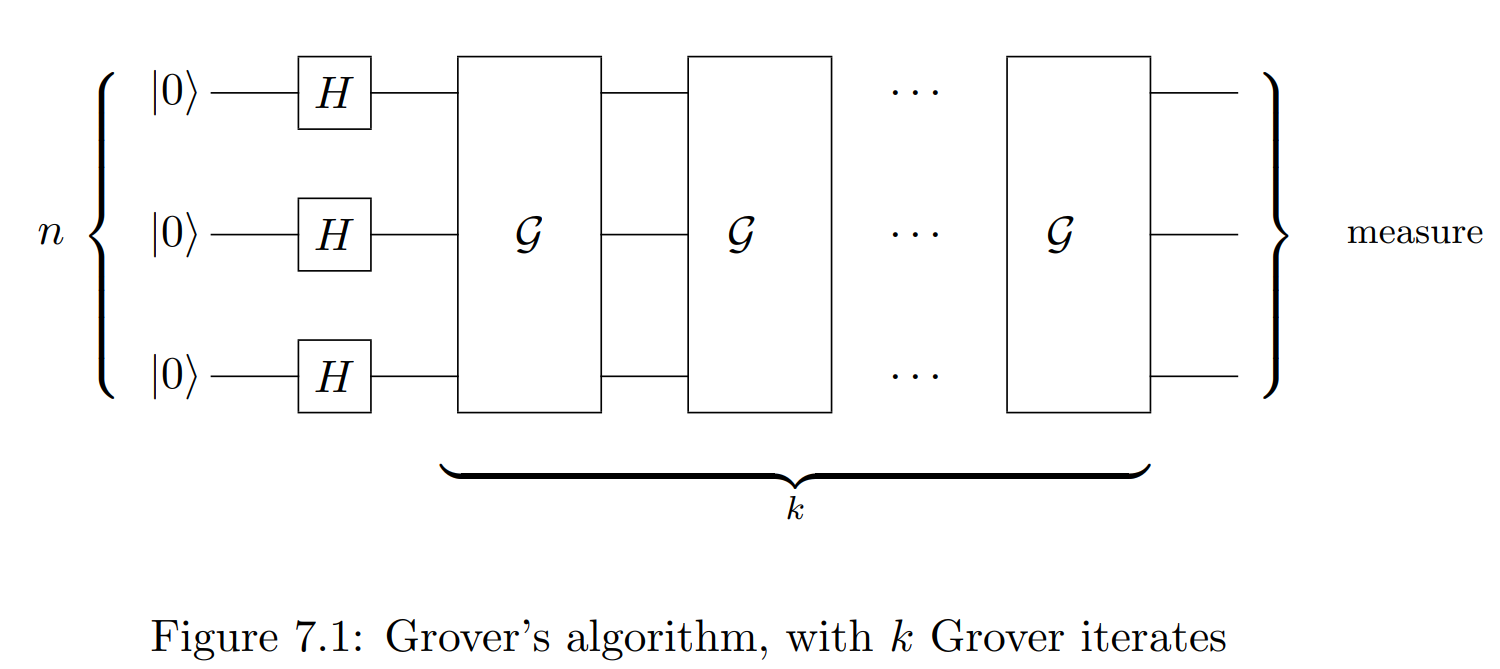 |0⟩ H 𝒢 𝒢 ··· 𝒢
n |0⟩ H ··· measure
|0⟩ H ···
k
Figure 7.1: Grover's algorithm, with k Grover iterates